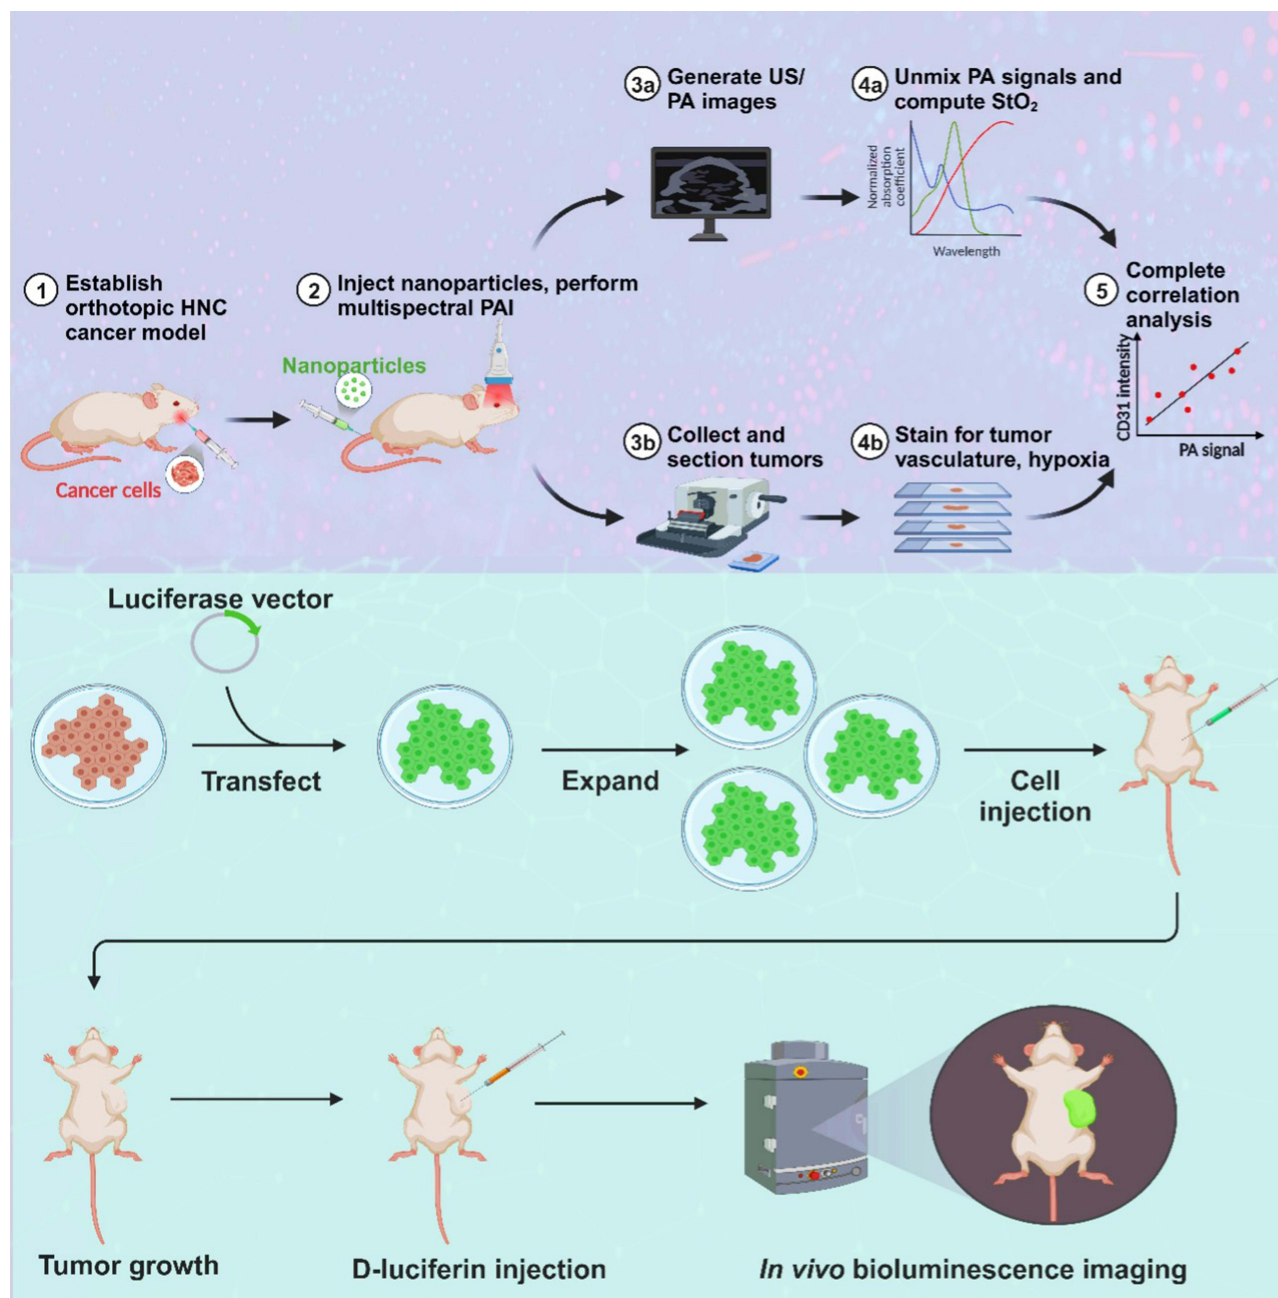 1 Establish
orthotopic HNC
cancer model
Cancer cells
2 Inject nanoparticles, perform
multispectral PAI
Nanoparticles
3a Generate US/
PA images
4a Unmix PA signals and
compute StO₂
Normalized
absorption
coefficient
Wavelength
3b Collect and
section tumors
4b Stain for tumor
vasculature, hypoxia
5 Complete
correlation
analysis
CD31 intensity
PA signal
Luciferase vector
Transfect
Expand
Cell
injection
Tumor growth
D-luciferin injection
In vivo bioluminescence imaging